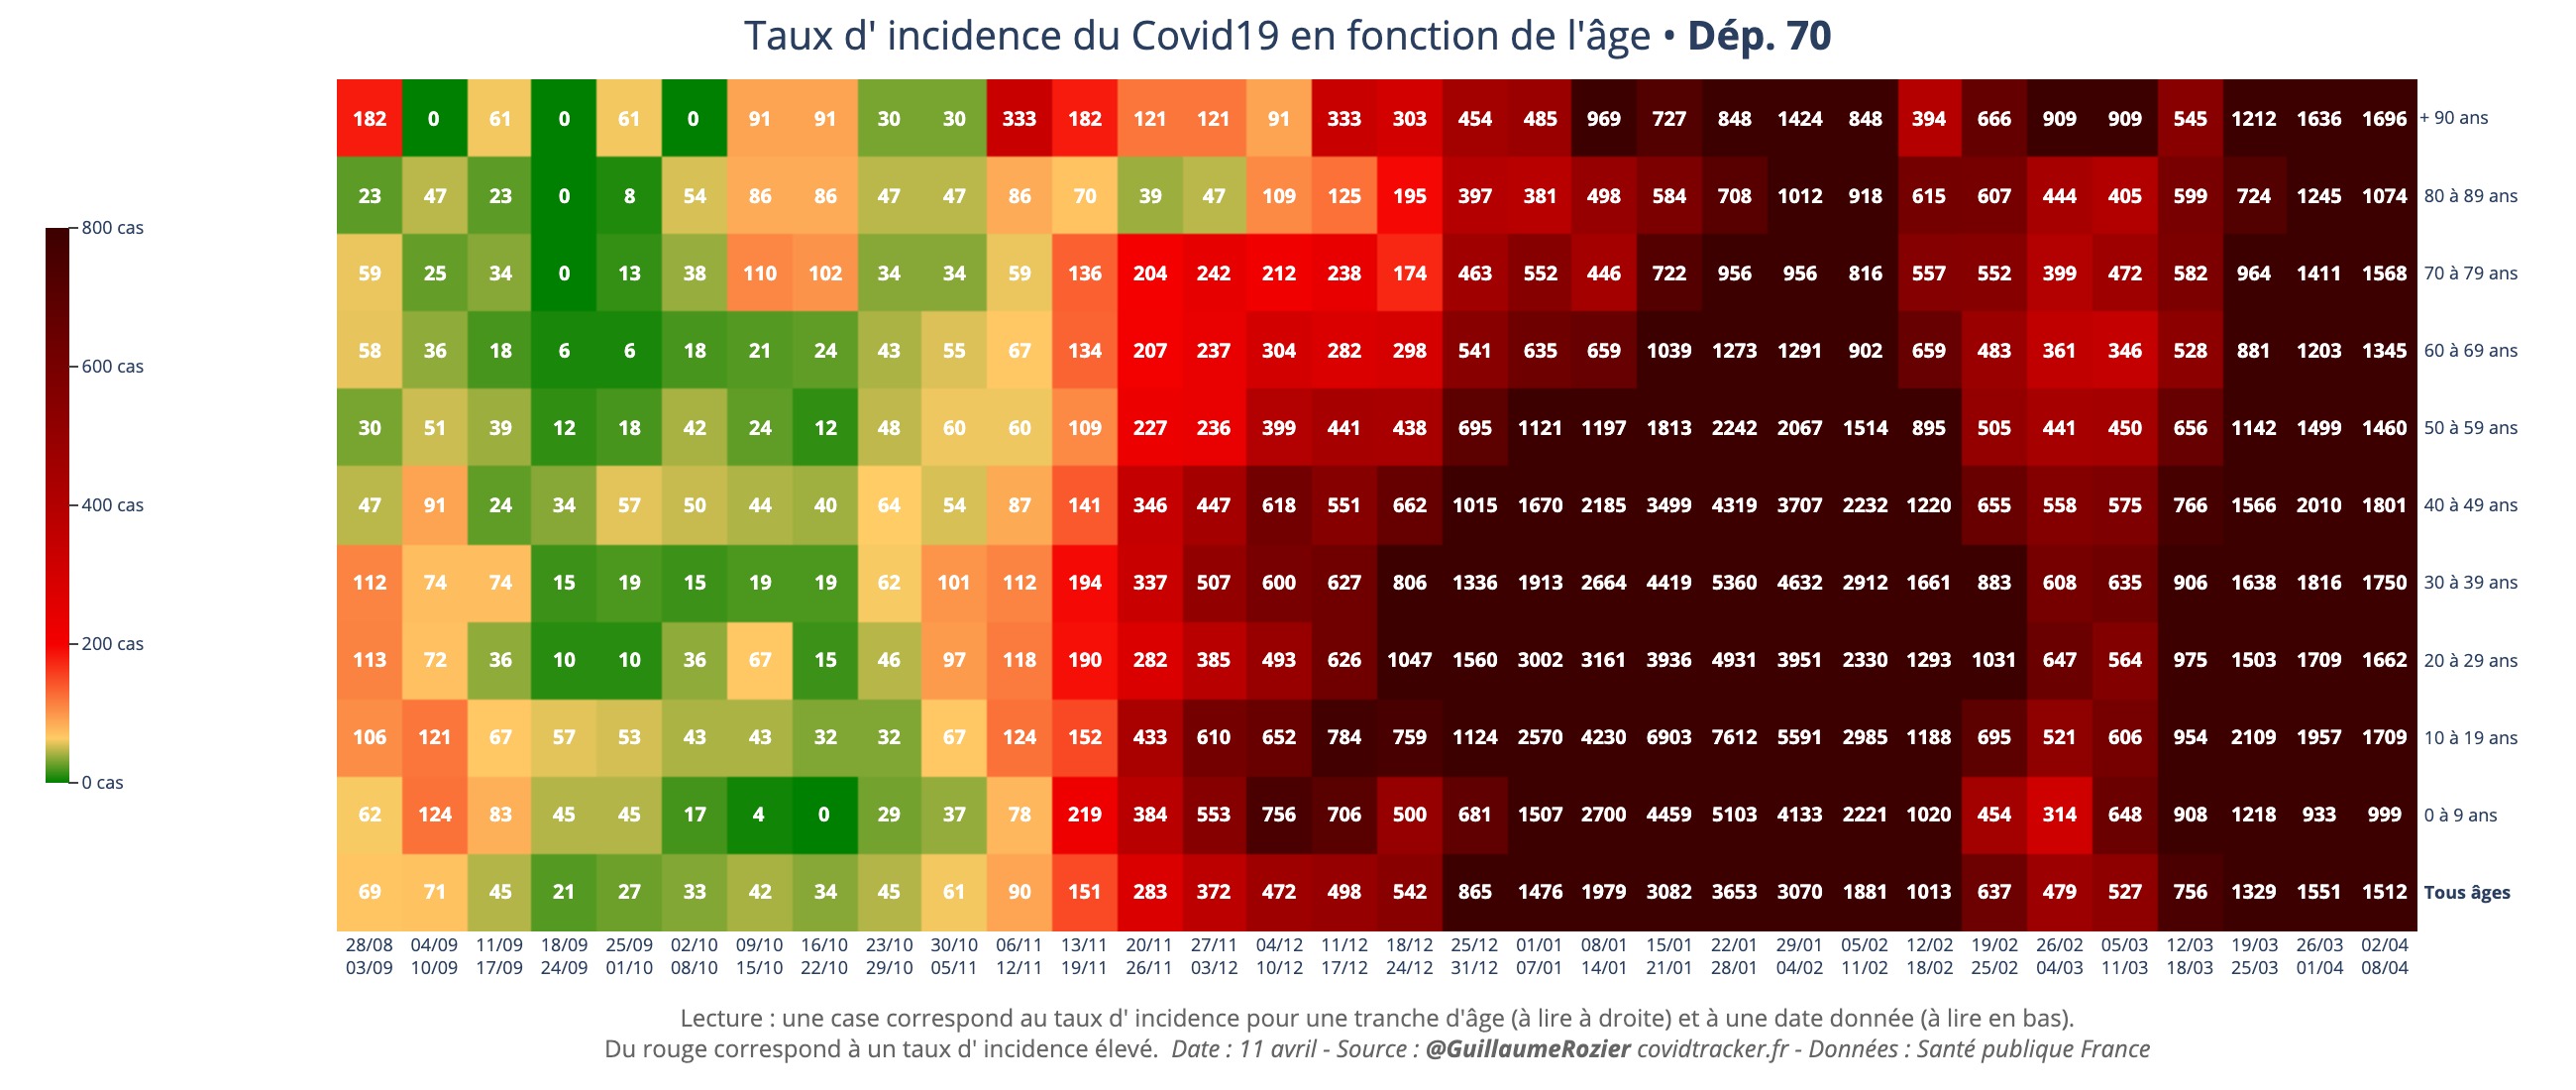 Taux d' incidence du Covid19 en fonction de l'âge • Dép. 70
800 cas
600 cas
400 cas
200 cas
0 cas
182 0 61 0 61 0 91 91 30 30 333 182 121 121 91 333 303 454 485 969 727 848 1424 848 394 666 909 909 545 1212 1636 1696 + 90 ans
23 47 23 0 8 54 86 86 47 47 86 70 39 47 109 125 195 397 381 498 584 708 1012 918 615 607 444 405 599 724 1245 1074 80 à 89 ans
59 25 34 0 13 38 110 102 34 34 59 136 204 242 212 238 174 463 552 446 722 956 956 816 557 552 399 472 582 964 1411 1568 70 à 79 ans
58 36 18 6 6 18 21 24 43 55 67 134 207 237 304 282 298 541 635 659 1039 1273 1291 902 659 483 361 346 528 881 1203 1345 60 à 69 ans
30 51 39 12 18 42 24 12 48 60 60 109 227 236 399 441 438 695 1121 1197 1813 2242 2067 1514 895 505 441 450 656 1142 1499 1460 50 à 59 ans
47 91 24 34 57 50 44 40 64 54 87 141 346 447 618 551 662 1015 1670 2185 3499 4319 3707 2232 1220 655 558 575 766 1566 2010 1801 40 à 49 ans
112 74 74 15 19 15 19 19 62 101 112 194 337 507 600 627 806 1336 1913 2664 4419 5360 4632 2912 1661 883 608 635 906 1638 1816 1750 30 à 39 ans
113 72 36 10 10 36 67 15 46 97 118 190 282 385 493 626 1047 1560 3002 3161 3936 4931 3951 2330 1293 1031 647 564 975 1503 1709 1662 20 à 29 ans
106 121 67 57 53 43 43 32 32 67 124 152 433 610 652 784 759 1124 2570 4230 6903 7612 5591 2985 1188 695 521 606 954 2109 1957 1709 10 à 19 ans
62 124 83 45 45 17 4 0 29 37 78 219 384 553 756 706 500 681 1507 2700 4459 5103 4133 2221 1020 454 314 648 908 1218 933 999 0 à 9 ans
69 71 45 21 27 33 42 34 45 61 90 151 283 372 472 498 542 865 1476 1979 3082 3653 3070 1881 1013 637 479 527 756 1329 1551 1512 Tous âges
28/08 04/09 11/09 18/09 25/09 02/10 09/10 16/10 23/10 30/10 06/11 13/11 20/11 27/11 04/12 11/12 18/12 25/12 01/01 08/01 15/01 22/01 29/01 05/02 12/02 19/02 26/02 05/03 12/03 19/03 26/03 02/04
03/09 10/09 17/09 24/09 01/10 08/10 15/10 22/10 29/10 05/11 12/11 19/11 26/11 03/12 10/12 17/12 24/12 31/12 07/01 14/01 21/01 28/01 04/02 11/02 18/02 25/02 04/03 11/03 18/03 25/03 01/04 08/04
Lecture : une case correspond au taux d' incidence pour une tranche d'âge (à lire à droite) et à une date donnée (à lire en bas).
Du rouge correspond à un taux d' incidence élevé. Date : 11 avril - Source : @GuillaumeRozier covidtracker.fr - Données : Santé publique France